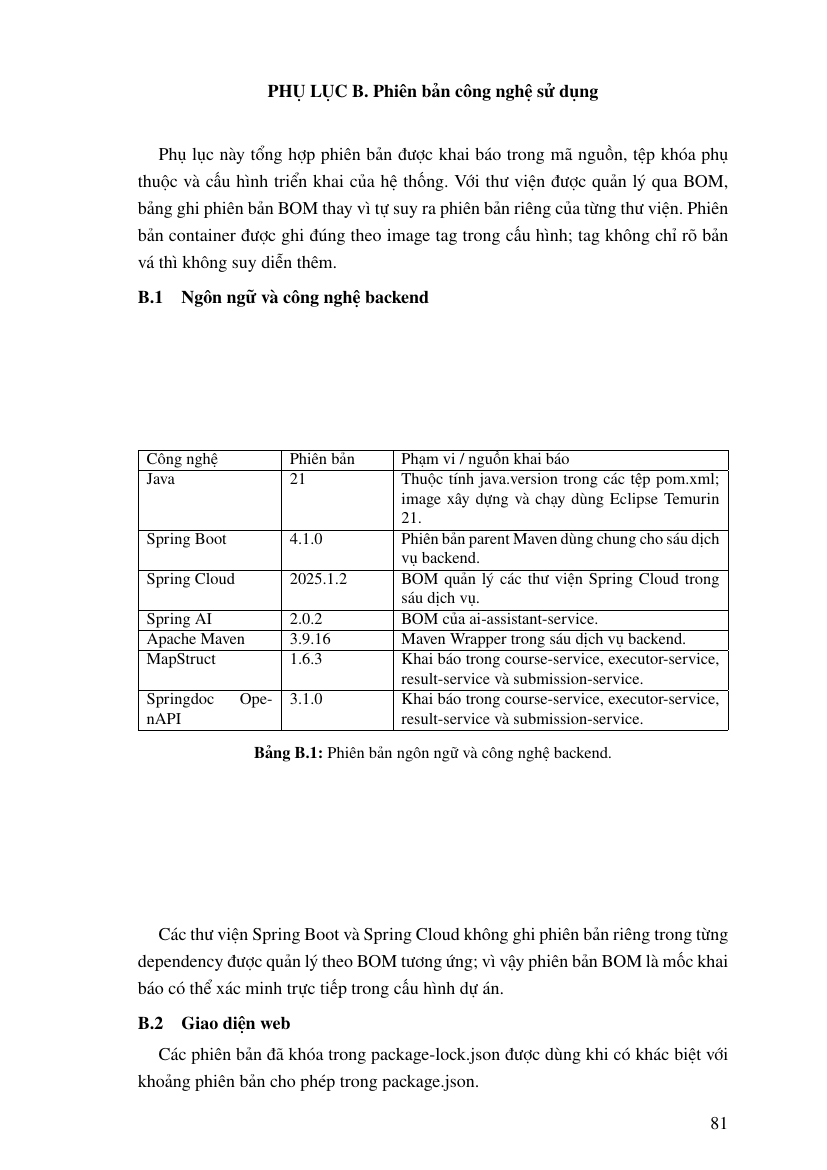 PHỤ LỤC B. Phiên bản công nghệ sử dụng
Phụ lục này tổng hợp phiên bản được khai báo trong mã nguồn, tệp khóa phụ
thuộc và cấu hình triển khai của hệ thống. Với thư viện được quản lý qua BOM,
bảng ghi phiên bản BOM thay vì tự suy ra phiên bản riêng của từng thư viện. Phiên
bản container được ghi đúng theo image tag trong cấu hình; tag không chỉ rõ bản
vá thì không suy diễn thêm.
B.1 Ngôn ngữ và công nghệ backend
Công nghệ Phiên bản Phạm vi / nguồn khai báo
Java 21 Thuộc tính java.version trong các tệp pom.xml;
image xây dựng và chạy dùng Eclipse Temurin
21.
Spring Boot 4.1.0 Phiên bản parent Maven dùng chung cho sáu dịch
vụ backend.
Spring Cloud 2025.1.2 BOM quản lý các thư viện Spring Cloud trong
sáu dịch vụ.
Spring AI 2.0.2 BOM của ai-assistant-service.
Apache Maven 3.9.16 Maven Wrapper trong sáu dịch vụ backend.
MapStruct 1.6.3 Khai báo trong course-service, executor-service,
result-service và submission-service.
Springdoc Ope- 3.1.0 Khai báo trong course-service, executor-service,
nAPI result-service và submission-service.
Bảng B.1: Phiên bản ngôn ngữ và công nghệ backend.
Các thư viện Spring Boot và Spring Cloud không ghi phiên bản riêng trong từng
dependency được quản lý theo BOM tương ứng; vì vậy phiên bản BOM là mốc khai
báo có thể xác minh trực tiếp trong cấu hình dự án.
B.2 Giao diện web
Các phiên bản đã khóa trong package-lock.json được dùng khi có khác biệt với
khoảng phiên bản cho phép trong package.json.
81